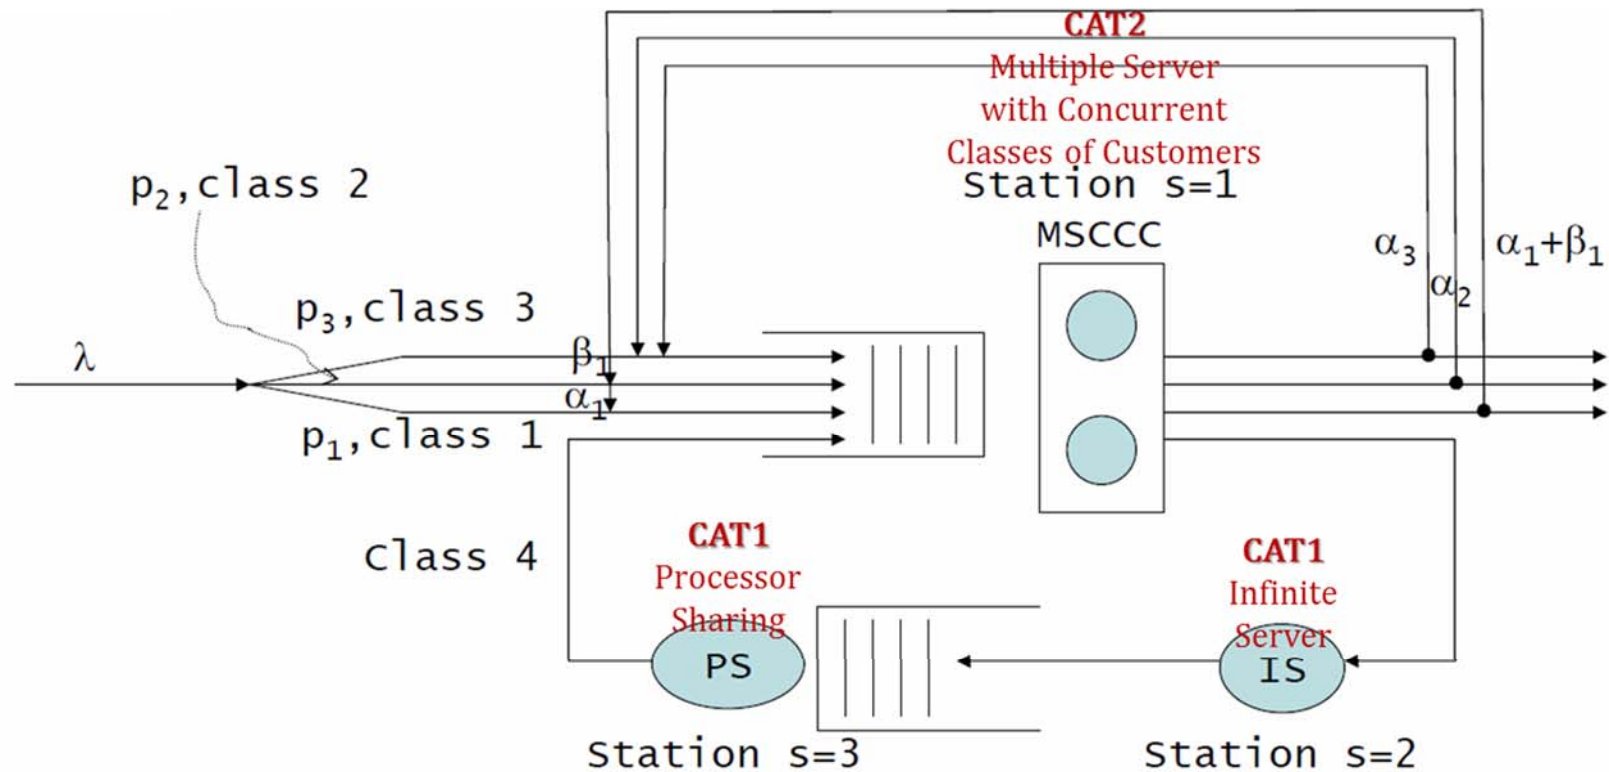 CAT2
Multiple Server
with Concurrent
Classes of Customers
Station s=1
MSCCC
p2,class 2
α3
α1+β1
α2
p3,class 3
λ
β1
α1
p1,class 1
Class 4
CAT1
Processor
Sharing
PS
CAT1
Infinite
Server
IS
Station s=3
Station s=2